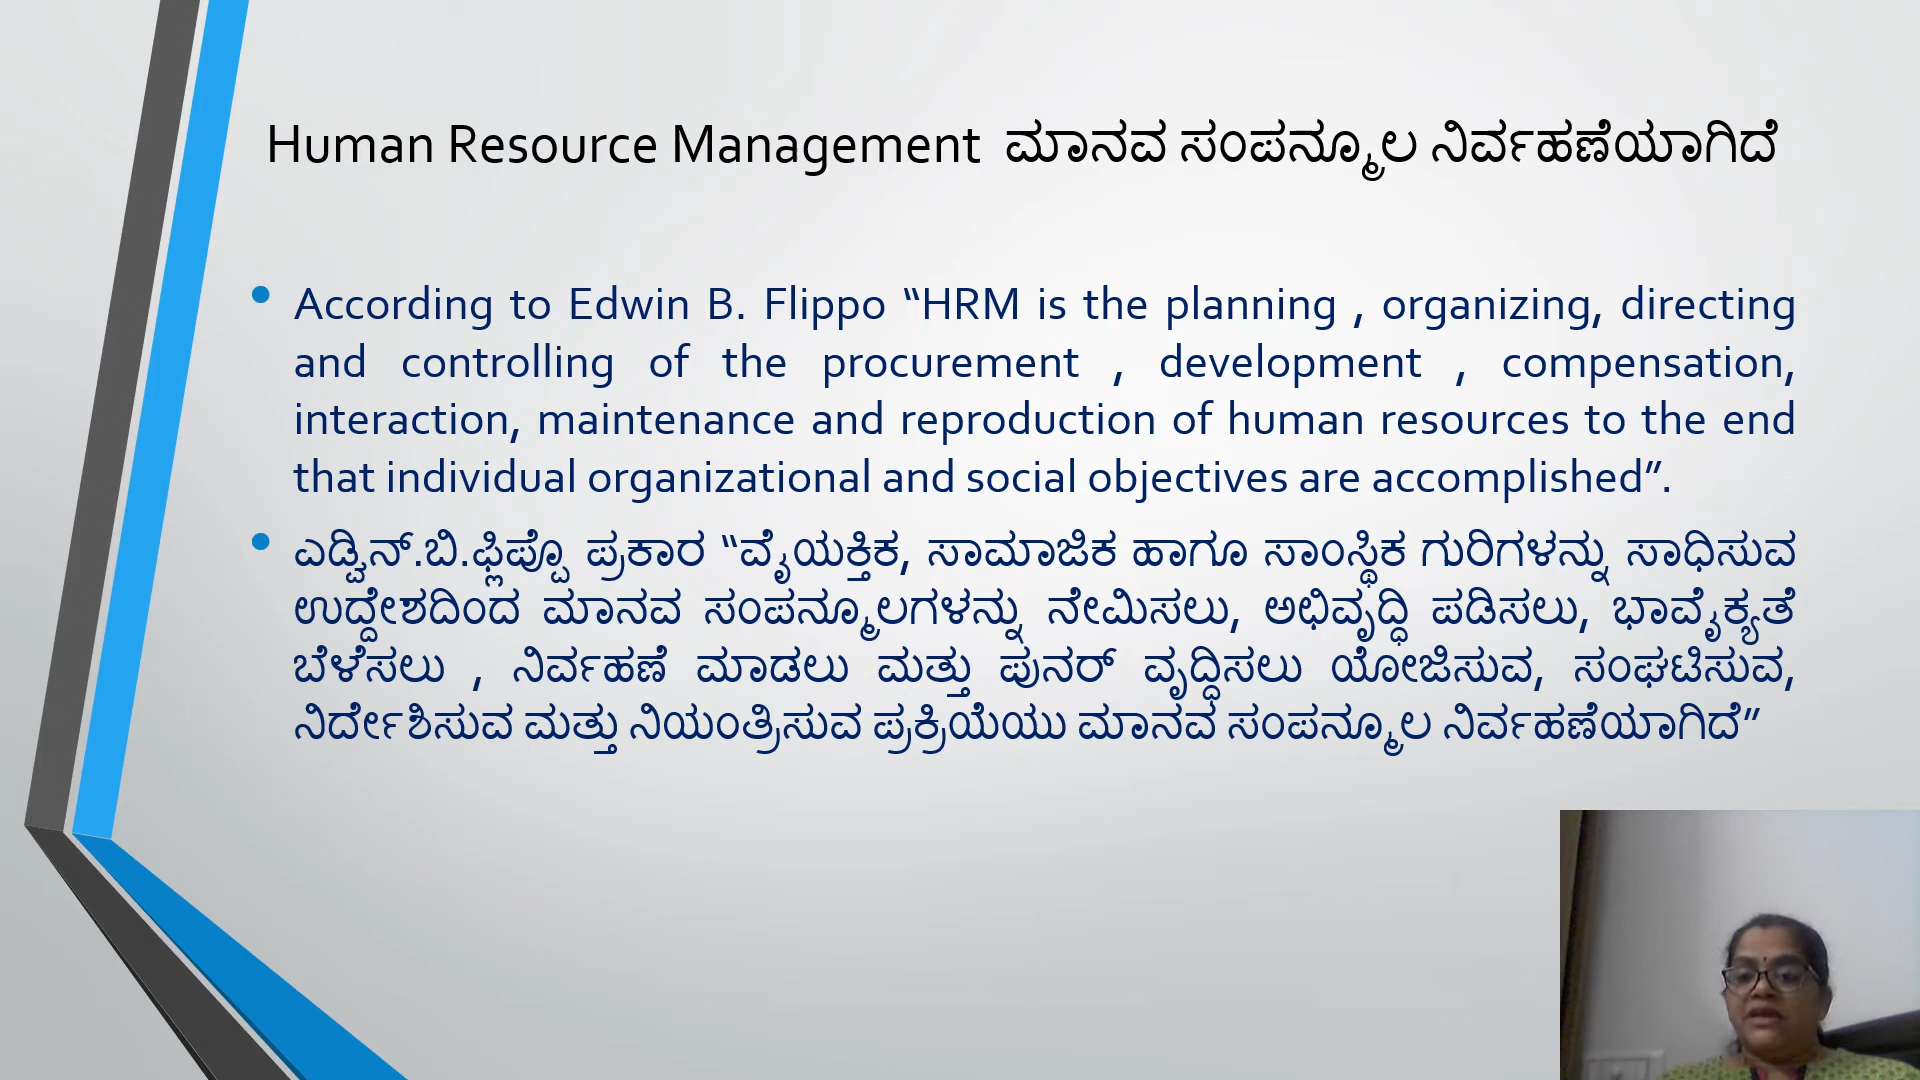 Human Resource Management ಮಾನವ ಸಂಪನ್ಮೂಲ ನಿರ್ವಹಣೆಯಾಗಿದೆ
• According to Edwin B. Flippo “HRM is the planning , organizing, directing
and controlling of the procurement , development , compensation,
interaction, maintenance and reproduction of human resources to the end
that individual organizational and social objectives are accomplished”.
• ಎಡ್ವಿನ್.ಬಿ.ಫ್ಲಿಪ್ಪೊ ಪ್ರಕಾರ “ವೈಯಕ್ತಿಕ, ಸಾಮಾಜಿಕ ಹಾಗೂ ಸಾಂಸ್ಥಿಕ ಗುರಿಗಳನ್ನು ಸಾಧಿಸುವ
ಉದ್ದೇಶದಿಂದ ಮಾನವ ಸಂಪನ್ಮೂಲಗಳನ್ನು ನೇಮಿಸಲು, ಅಭಿವೃದ್ಧಿ ಪಡಿಸಲು, ಭಾವೈಕ್ಯತೆ
ಬೆಳೆಸಲು , ನಿರ್ವಹಣೆ ಮಾಡಲು ಮತ್ತು ಪುನರ್ ವೃದ್ಧಿಸಲು ಯೋಜಿಸುವ, ಸಂಘಟಿಸುವ,
ನಿರ್ದೇಶಿಸುವ ಮತ್ತು ನಿಯಂತ್ರಿಸುವ ಪ್ರಕ್ರಿಯೆಯು ಮಾನವ ಸಂಪನ್ಮೂಲ ನಿರ್ವಹಣೆಯಾಗಿದೆ”